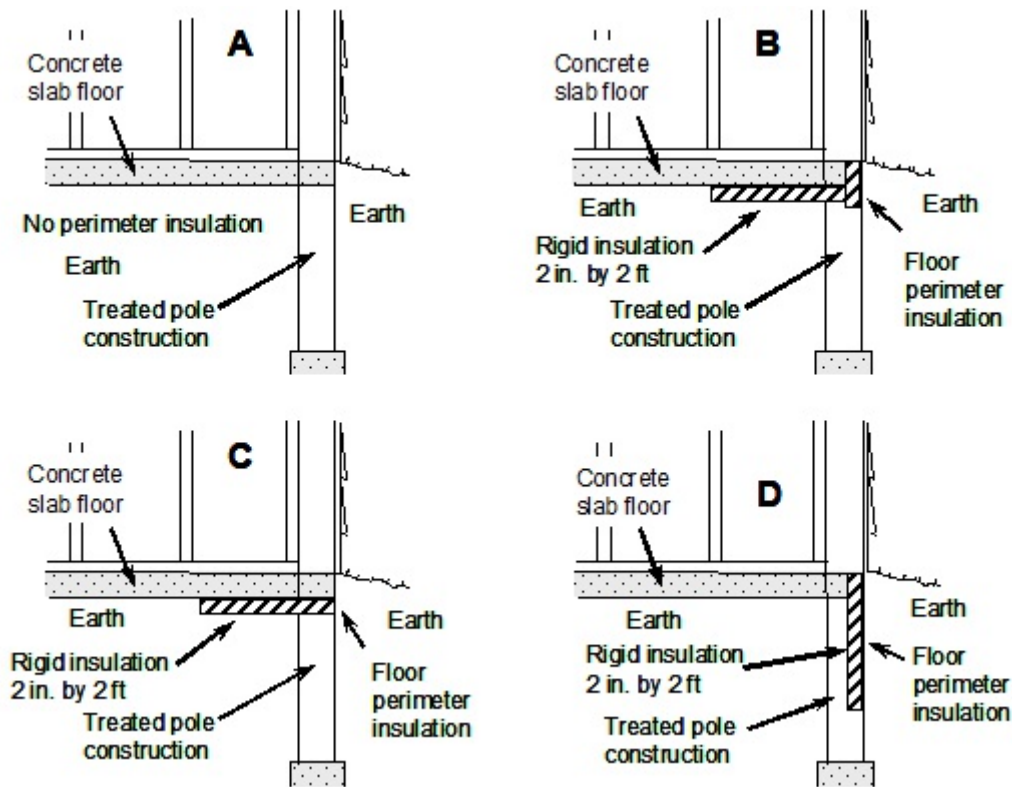 A
Concrete
slab floor
No perimeter insulation
Earth
Earth
Treated pole
construction
B
Concrete
slab floor
Earth
Earth
Rigid insulation
2 in. by 2 ft
Floor
perimeter
insulation
Treated pole
construction
C
Concrete
slab floor
Earth
Earth
Rigid insulation
2 in. by 2 ft
Floor
perimeter
insulation
Treated pole
construction
D
Concrete
slab floor
Earth
Earth
Rigid insulation
2 in. by 2 ft
Floor
perimeter
insulation
Treated pole
construction